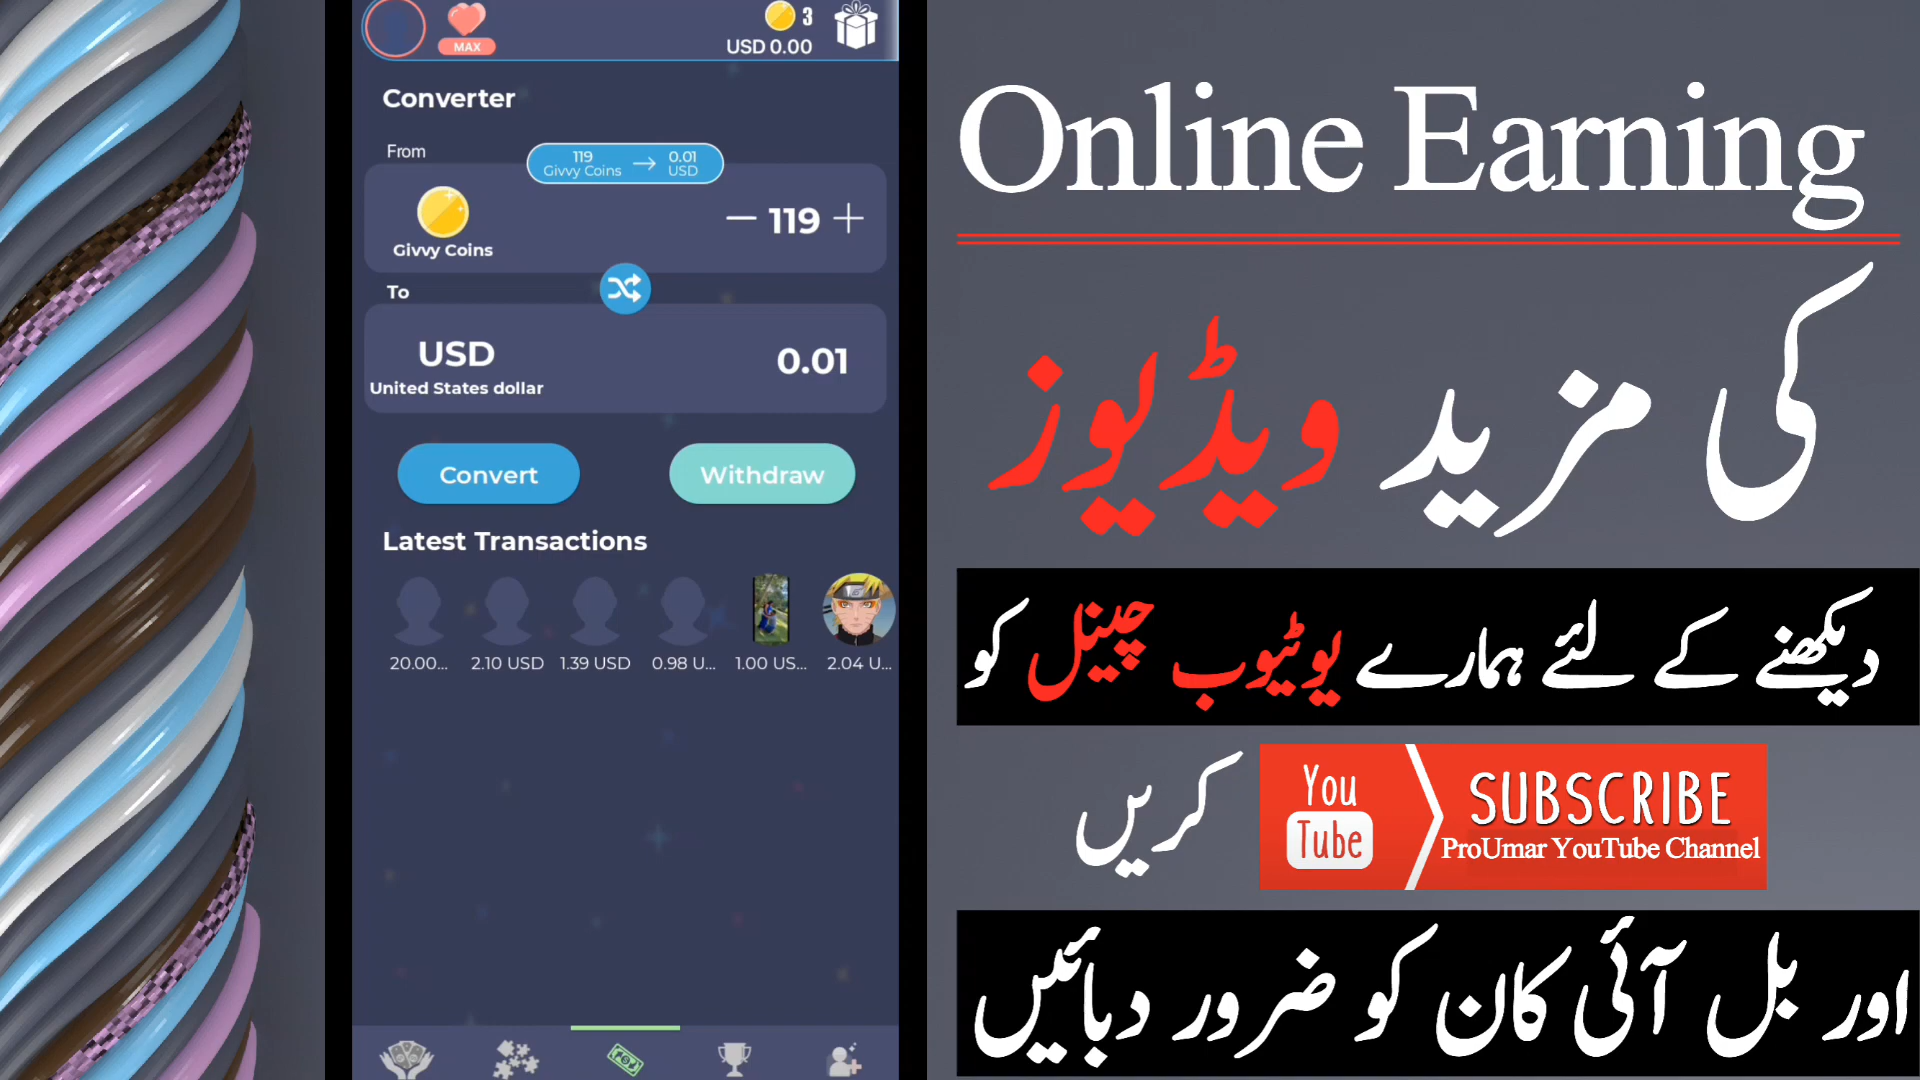 MAX
3
USD 0.00
Converter
From
119 Givvy Coins → 0.01 USD
Givvy Coins
− 119 +
To
USD
United States dollar
0.01
Convert
Withdraw
Latest Transactions
20.00... 2.10 USD 1.39 USD 0.98 U... 1.00 US... 2.04 U...
Online Earning
کی مزید ویڈیوز
دیکھنے کے لئے ہمارے یوٹیوب چینل کو
You Tube SUBSCRIBE کریں
ProUmar YouTube Channel
اور بل آئی کان کو ضرور دبائیں